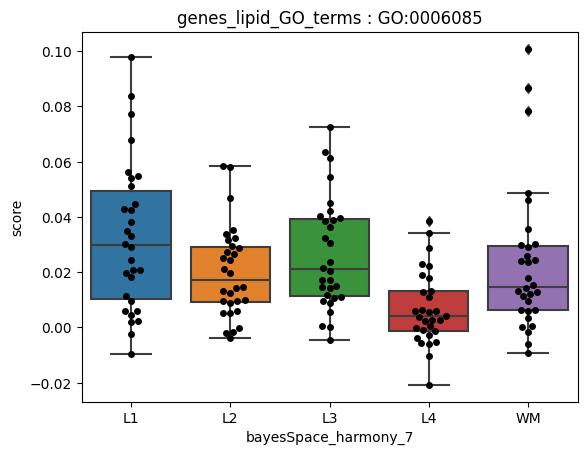 genes_lipid_GO_terms : GO:0006085
score
0.10
0.08
0.06
0.04
0.02
0.00
−0.02
L1 L2 L3 L4 WM
bayesSpace_harmony_7